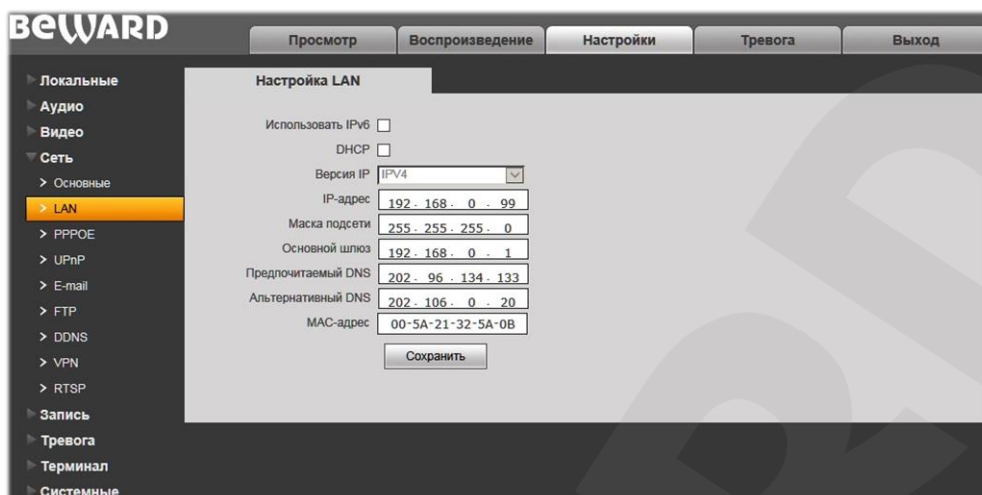 BEWARD
Просмотр
Воспроизведение
Настройки
Тревога
Выход
Локальные
Аудио
Видео
Сеть
> Основные
> LAN
> PPPOE
> UPnP
> E-mail
> FTP
> DDNS
> VPN
> RTSP
Запись
Тревога
Терминал
Системные
Настройка LAN
Использовать IPv6
DHCP
Версия IP IPV4
IP-адрес 192 . 168 . 0 . 99
Маска подсети 255 . 255 . 255 . 0
Основной шлюз 192 . 168 . 0 . 1
Предпочитаемый DNS 202 . 96 . 134 . 133
Альтернативный DNS 202 . 106 . 0 . 20
MAC-адрес 00-5A-21-32-5A-0B
Сохранить